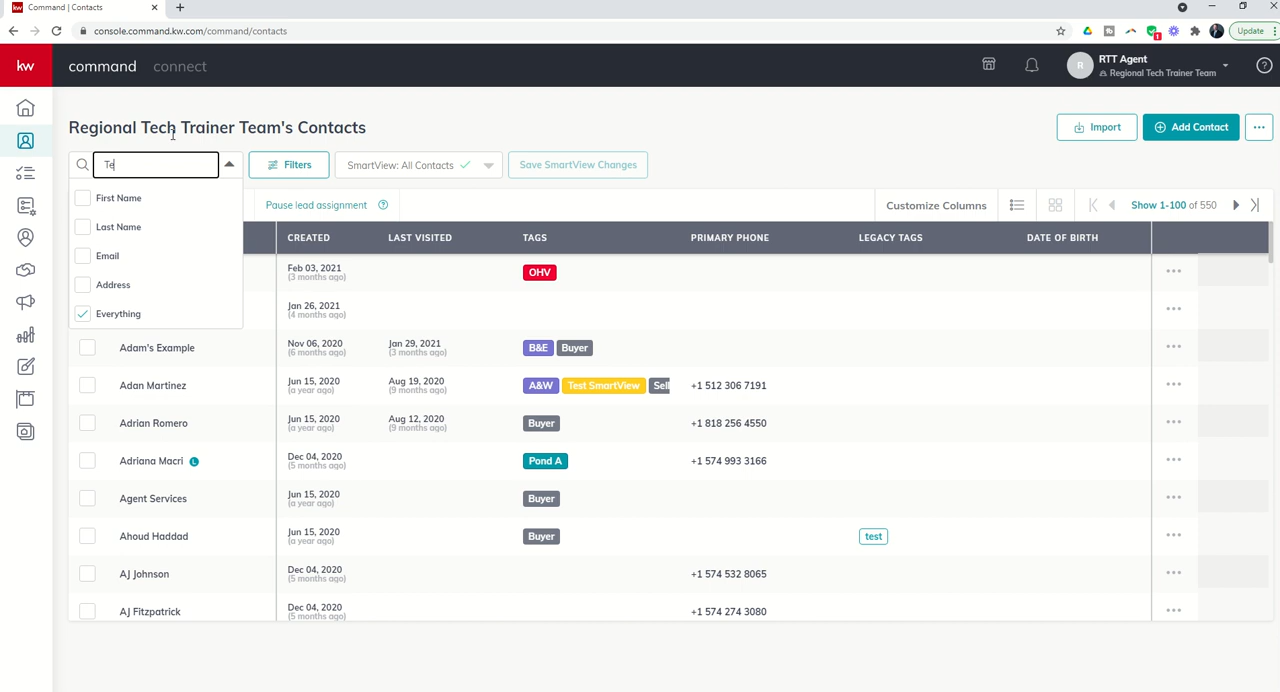 kw Command | Contacts
console.command.kw.com/command/contacts
1
Update
kw command connect
R RTT Agent
Regional Tech Trainer Team
?
Regional Tech Trainer Team's Contacts
Import
Add Contact
Te
Filters
SmartView: All Contacts
Save SmartView Changes
First Name
Last Name
Email
Address
Everything
Pause lead assignment ?
Customize Columns
Show 1-100 of 550
CREATED LAST VISITED TAGS PRIMARY PHONE LEGACY TAGS DATE OF BIRTH
Feb 03, 2021 OHV
(3 months ago)
Jan 26, 2021
(4 months ago)
Adam's Example Nov 06, 2020 Jan 29, 2021 B&E Buyer
(6 months ago) (3 months ago)
Adan Martinez Jun 15, 2020 Aug 19, 2020 A&W Test SmartView Sell +1 512 306 7191
(a year ago) (9 months ago)
Adrian Romero Jun 15, 2020 Aug 12, 2020 Buyer +1 818 256 4550
(a year ago) (9 months ago)
Adriana Macri L Dec 04, 2020 Pond A +1 574 993 3166
(5 months ago)
Agent Services Jun 15, 2020 Buyer
(a year ago)
Ahoud Haddad Jun 15, 2020 Buyer test
(a year ago)
AJ Johnson Dec 04, 2020 +1 574 532 8065
(5 months ago)
AJ Fitzpatrick Dec 04, 2020 +1 574 274 3080
(5 months ago)